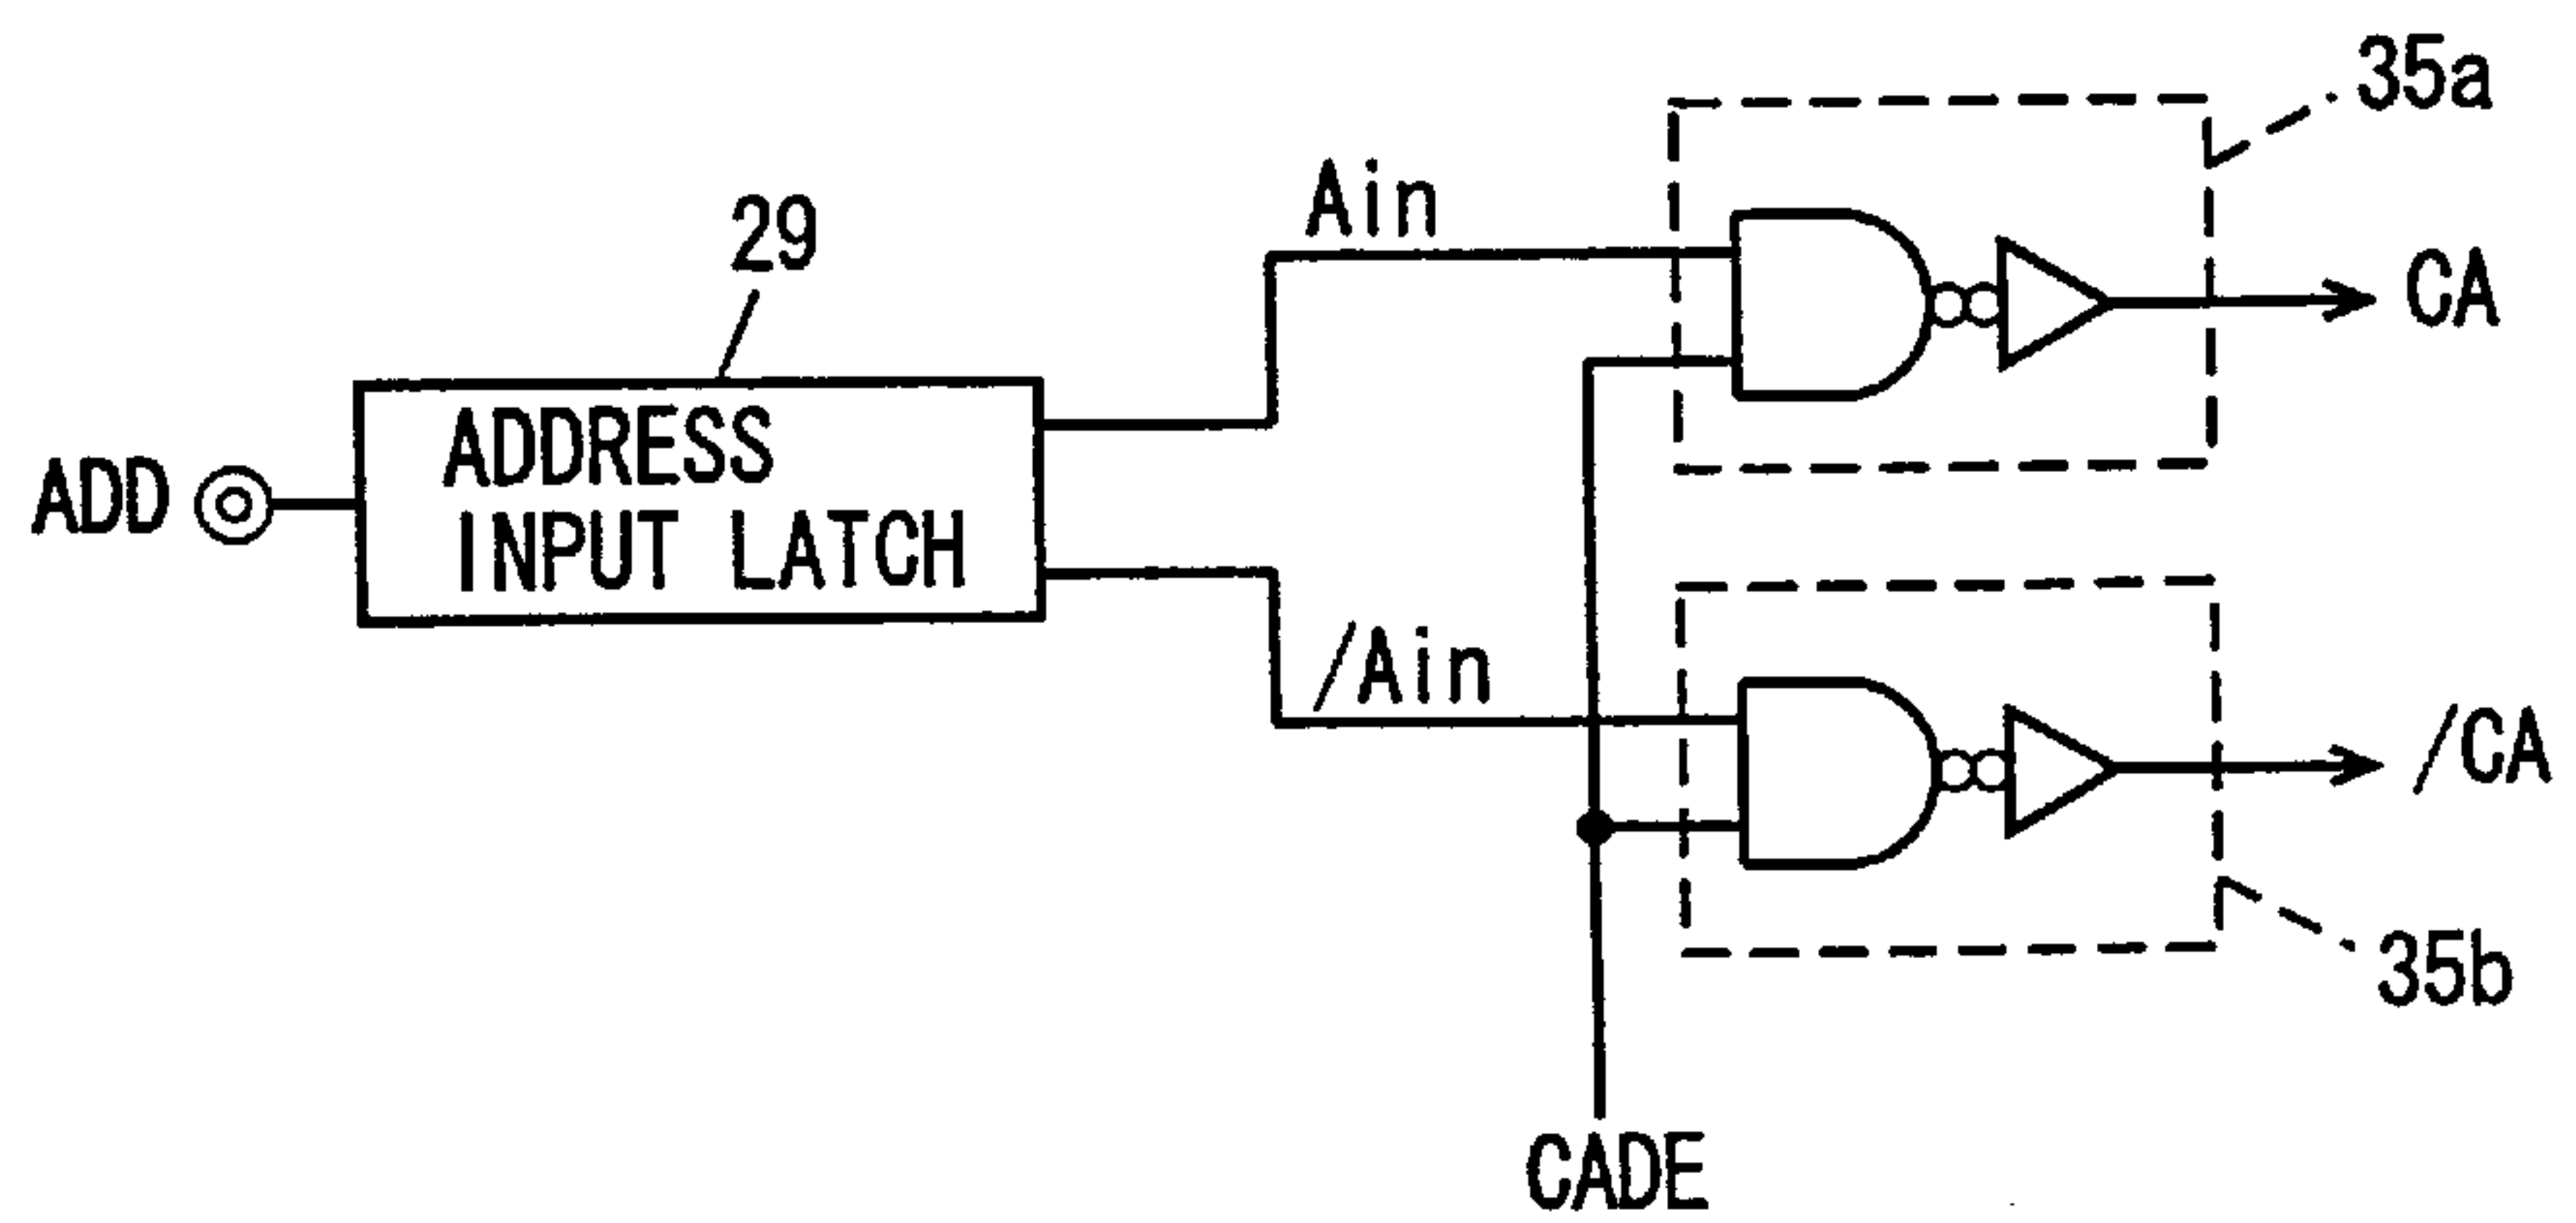 35a
Ain
29
CA
ADDRESS
ADD
INPUT LATCH
/Ain
/CA
35b
CADE